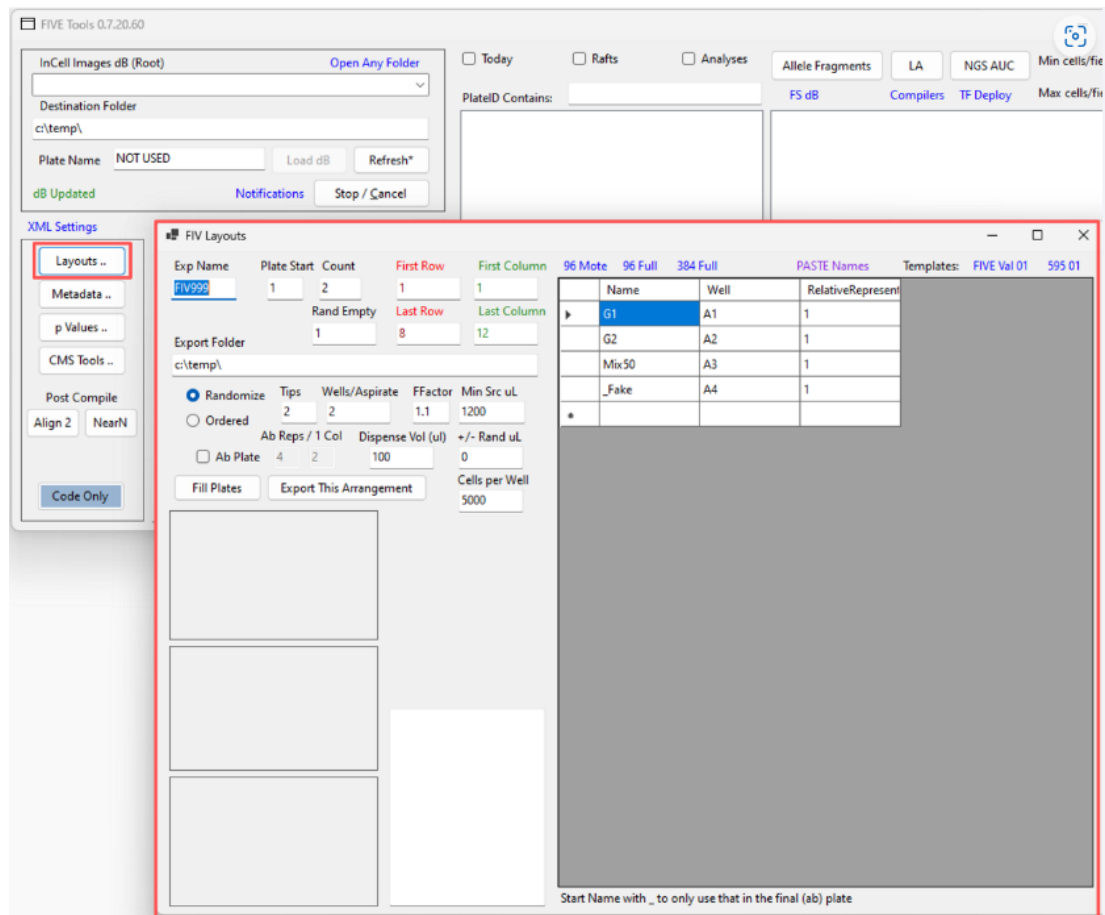 FIVE Tools 0.7.20.60
InCell Images dB (Root) Open Any Folder
Destination Folder
c:\temp\
Plate Name NOT USED Load dB Refresh*
dB Updated Notifications Stop / Cancel
Today Rafts Analyses
PlateID Contains:
Allele Fragments LA NGS AUC Min cells/fie
FS dB Compilers TF Deploy Max cells/fie
XML Settings
Layouts ..
Metadata ..
p Values ..
CMS Tools ..
Post Compile
Align 2 NearN
Code Only
FIV Layouts
Exp Name Plate Start Count First Row First Column
FIV999 1 2 1 1
Rand Empty Last Row Last Column
1 8 12
Export Folder
c:\temp\
Randomize Tips Wells/Aspirate FFactor Min Src uL
Ordered 2 2 1.1 1200
Ab Reps / 1 Col Dispense Vol (ul) +/- Rand uL
Ab Plate 4 2 100 0
Fill Plates Export This Arrangement Cells per Well
5000
96 Mote 96 Full 384 Full PASTE Names Templates: FIVE Val 01 595 01
Name Well RelativeRepresent
G1 A1 1
G2 A2 1
Mix50 A3 1
_Fake A4 1
Start Name with _ to only use that in the final (ab) plate